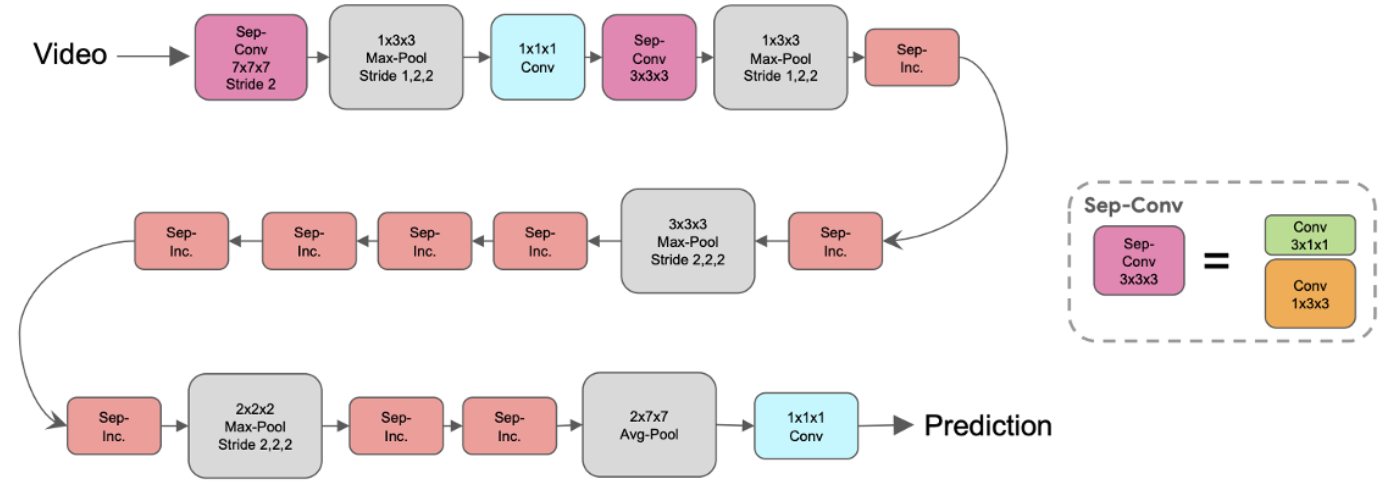 Video
Sep-
Conv
7x7x7
Stride 2
1x3x3
Max-Pool
Stride 1,2,2
1x1x1
Conv
Sep-
Conv
3x3x3
1x3x3
Max-Pool
Stride 1,2,2
Sep-
Inc.
Sep-
Inc.
3x3x3
Max-Pool
Stride 2,2,2
Sep-
Inc.
Sep-
Inc.
Sep-
Inc.
Sep-
Inc.
Sep-
Inc.
2x2x2
Max-Pool
Stride 2,2,2
Sep-
Inc.
Sep-
Inc.
2x7x7
Avg-Pool
1x1x1
Conv
Prediction
Sep-Conv
Sep-
Conv
3x3x3
=
Conv
3x1x1
Conv
1x3x3